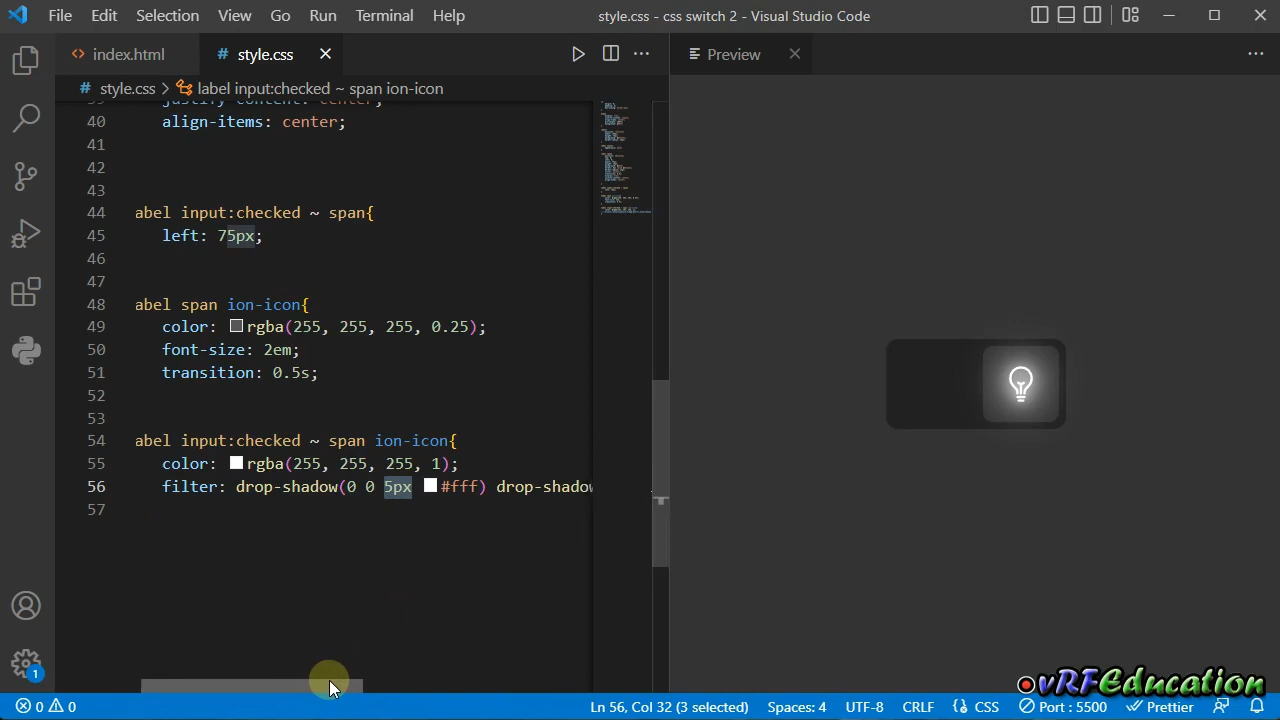 File Edit Selection View Go Run Terminal Help style.css - css switch 2 - Visual Studio Code
index.html style.css Preview
style.css label input:checked ~ span ion-icon
justify-content: center;
40 align-items: center;
41
42
43
44 abel input:checked ~ span{
45 left: 75px;
46
47
48 abel span ion-icon{
49 color: rgba(255, 255, 255, 0.25);
50 font-size: 2em;
51 transition: 0.5s;
52
53
54 abel input:checked ~ span ion-icon{
55 color: rgba(255, 255, 255, 1);
56 filter: drop-shadow(0 0 5px #fff) drop-shadow
57
1
vRFEducation
0 0 Ln 56, Col 32 (3 selected) Spaces: 4 UTF-8 CRLF CSS Port : 5500 Prettier